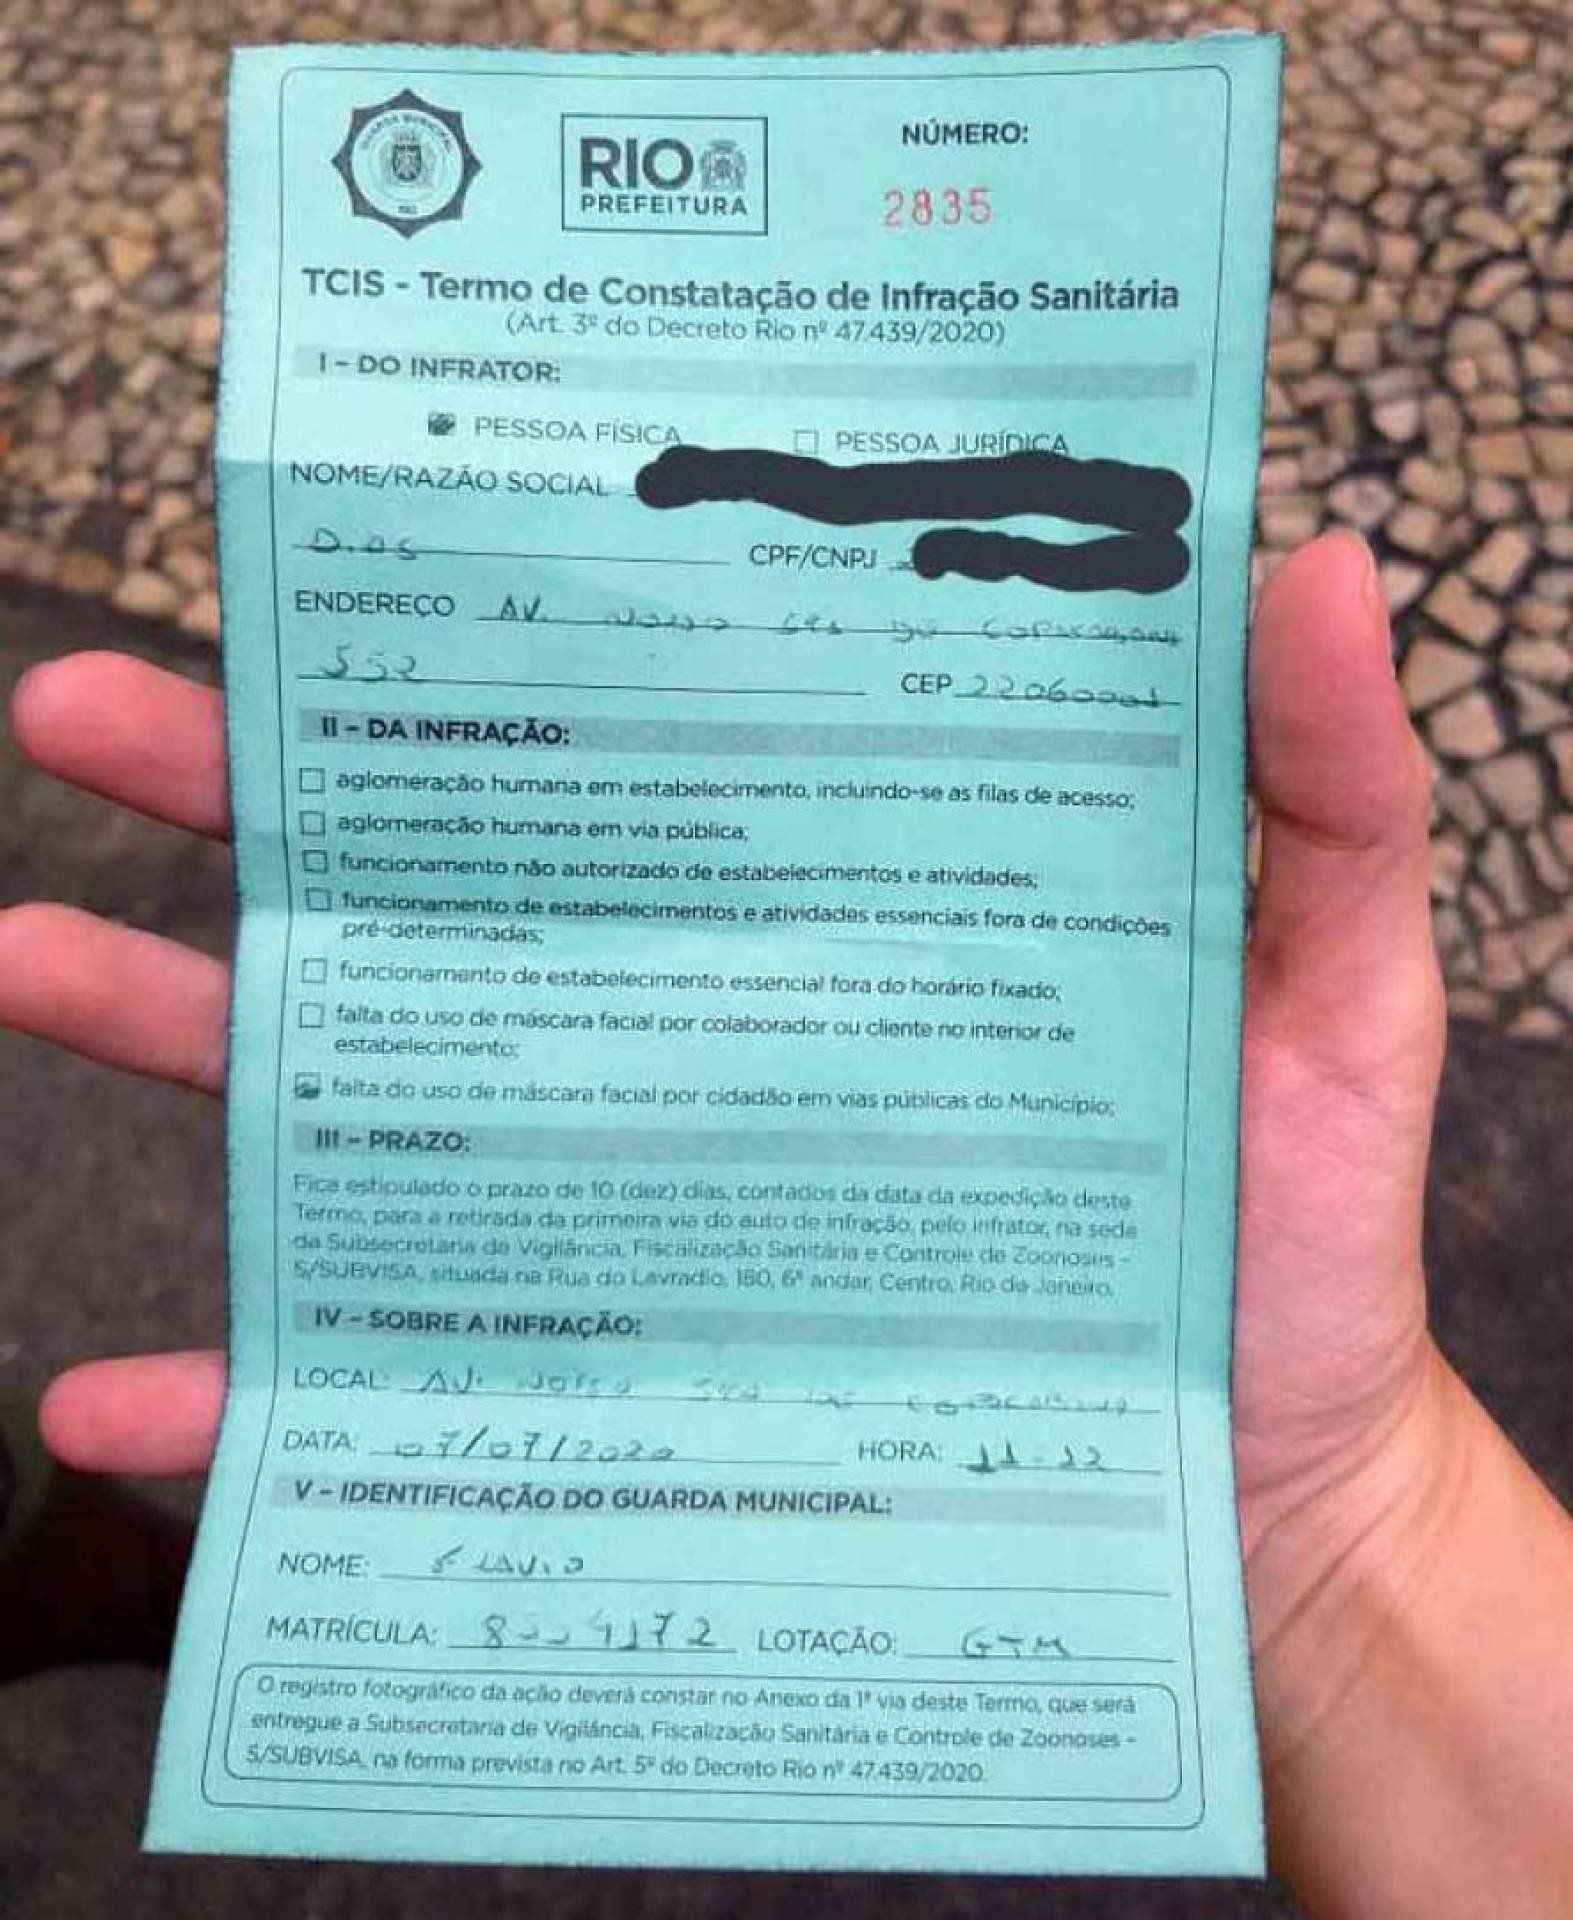 GUARDA MUNICIPAL
RIO
PREFEITURA
NÚMERO:
2835
TCIS - Termo de Constatação de Infração Sanitária
(Art. 3º do Decreto Rio nº 47.439/2020)
I - DO INFRATOR:
PESSOA FÍSICA PESSOA JURÍDICA
NOME/RAZÃO SOCIAL
CPF/CNPJ
ENDEREÇO AV.
552 CEP 22060001
II - DA INFRAÇÃO:
aglomeração humana em estabelecimento, incluindo-se as filas de acesso;
aglomeração humana em via pública;
funcionamento não autorizado de estabelecimentos e atividades;
funcionamento de estabelecimentos e atividades essenciais fora de condições
pré-determinadas;
funcionamento de estabelecimento essencial fora do horário fixado;
falta do uso de máscara facial por colaborador ou cliente no interior de
estabelecimento;
falta do uso de máscara facial por cidadão em vias públicas do Município;
III - PRAZO:
Fica estipulado o prazo de 10 (dez) dias, contados da data da expedição deste
Termo, para a retirada da primeira via do auto de infração, pelo infrator, na sede
da Subsecretaria de Vigilância, Fiscalização Sanitária e Controle de Zoonoses -
S/SUBVISA, situada na Rua do Lavradio, 180, 6º andar, Centro, Rio de Janeiro.
IV - SOBRE A INFRAÇÃO:
LOCAL: AV.
DATA: 07/07/2020 HORA:
V - IDENTIFICAÇÃO DO GUARDA MUNICIPAL:
NOME: FLAVIO
MATRÍCULA: LOTAÇÃO: GTM
O registro fotográfico da ação deverá constar no Anexo da 1ª via deste Termo, que será
entregue a Subsecretaria de Vigilância, Fiscalização Sanitária e Controle de Zoonoses -
S/SUBVISA, na forma prevista no Art. 5º do Decreto Rio nº 47.439/2020.